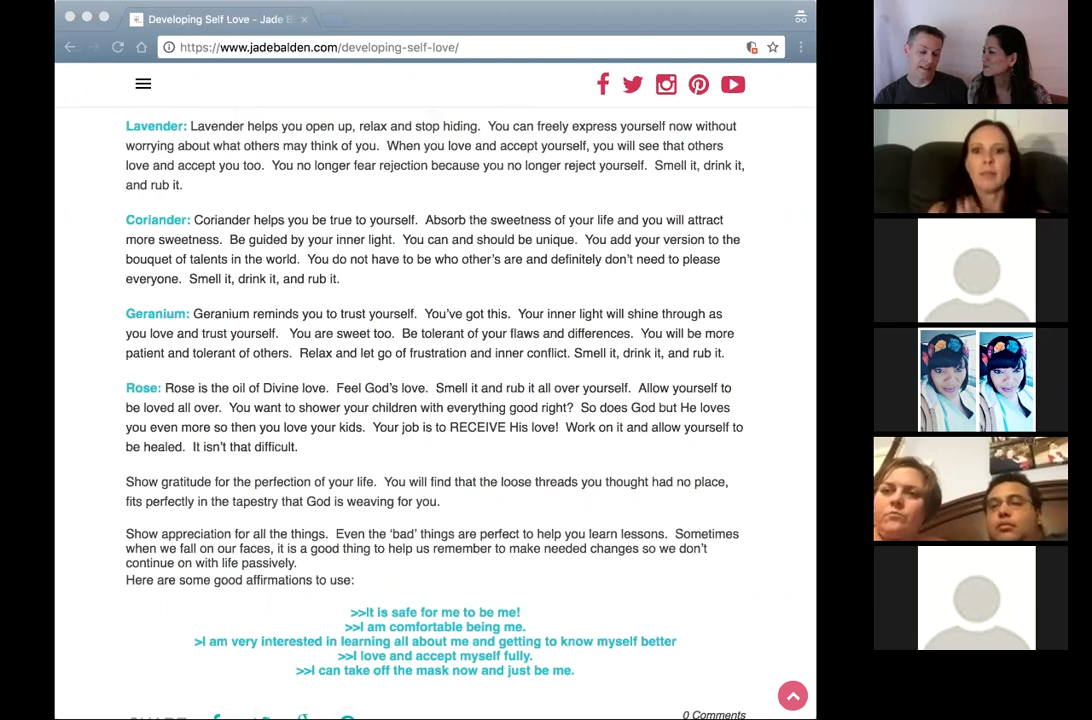 Developing Self Love - Jade B
https://www.jadebalden.com/developing-self-love/
Lavender: Lavender helps you open up, relax and stop hiding. You can freely express yourself now without
worrying about what others may think of you. When you love and accept yourself, you will see that others
love and accept you too. You no longer fear rejection because you no longer reject yourself. Smell it, drink it,
and rub it.
Coriander: Coriander helps you be true to yourself. Absorb the sweetness of your life and you will attract
more sweetness. Be guided by your inner light. You can and should be unique. You add your version to the
bouquet of talents in the world. You do not have to be who other's are and definitely don't need to please
everyone. Smell it, drink it, and rub it.
Geranium: Geranium reminds you to trust yourself. You've got this. Your inner light will shine through as
you love and trust yourself. You are sweet too. Be tolerant of your flaws and differences. You will be more
patient and tolerant of others. Relax and let go of frustration and inner conflict. Smell it, drink it, and rub it.
Rose: Rose is the oil of Divine love. Feel God's love. Smell it and rub it all over yourself. Allow yourself to
be loved all over. You want to shower your children with everything good right? So does God but He loves
you even more so then you love your kids. Your job is to RECEIVE His love! Work on it and allow yourself to
be healed. It isn't that difficult.
Show gratitude for the perfection of your life. You will find that the loose threads you thought had no place,
fits perfectly in the tapestry that God is weaving for you.
Show appreciation for all the things. Even the 'bad' things are perfect to help you learn lessons. Sometimes
when we fall on our faces, it is a good thing to help us remember to make needed changes so we don't
continue on with life passively.
Here are some good affirmations to use:
>>It is safe for me to be me!
>>I am comfortable being me.
>I am very interested in learning all about me and getting to know myself better
>>I love and accept myself fully.
>>I can take off the mask now and just be me.
0 Comments